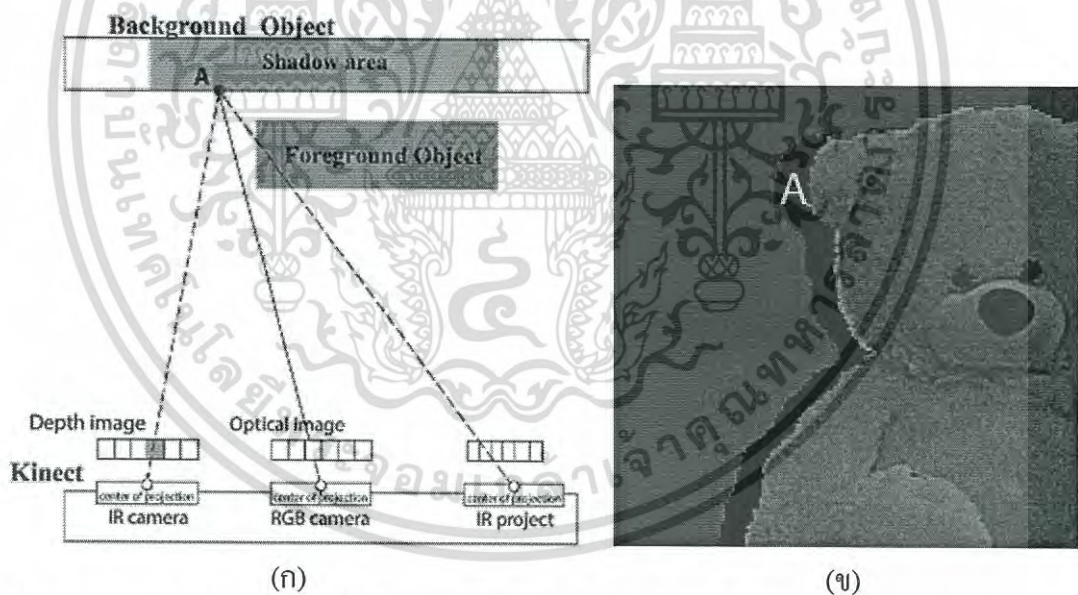 Background Object
Shadow area
A
Foreground Object
A
Depth image
Optical image
Kinect
center of projection
center of projection
center of projection
IR camera
RGB camera
IR project
(ก)
(ข)